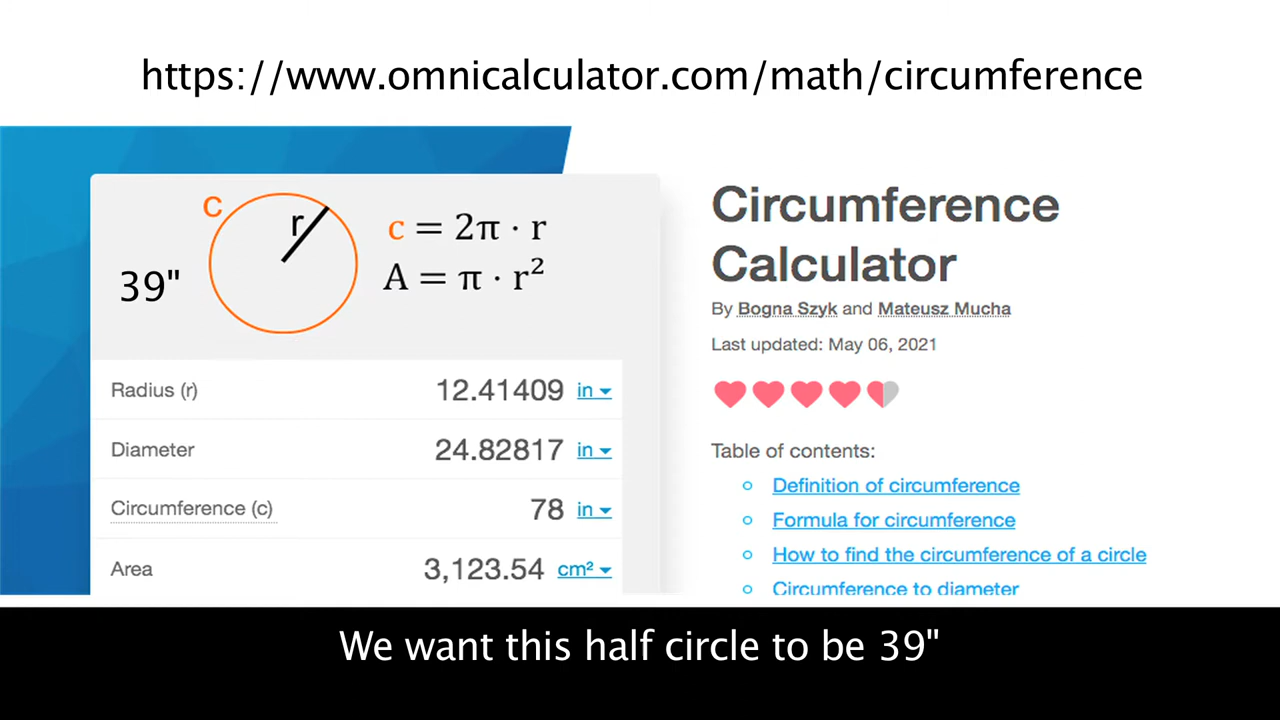 https://www.omnicalculator.com/math/circumference
c
r
39"
c = 2π · r
A = π · r²
Radius (r) 12.41409 in
Diameter 24.82817 in
Circumference (c) 78 in
Area 3,123.54 cm²
Circumference
Calculator
By Bogna Szyk and Mateusz Mucha
Last updated: May 06, 2021
Table of contents:
Definition of circumference
Formula for circumference
How to find the circumference of a circle
Circumference to diameter
We want this half circle to be 39"